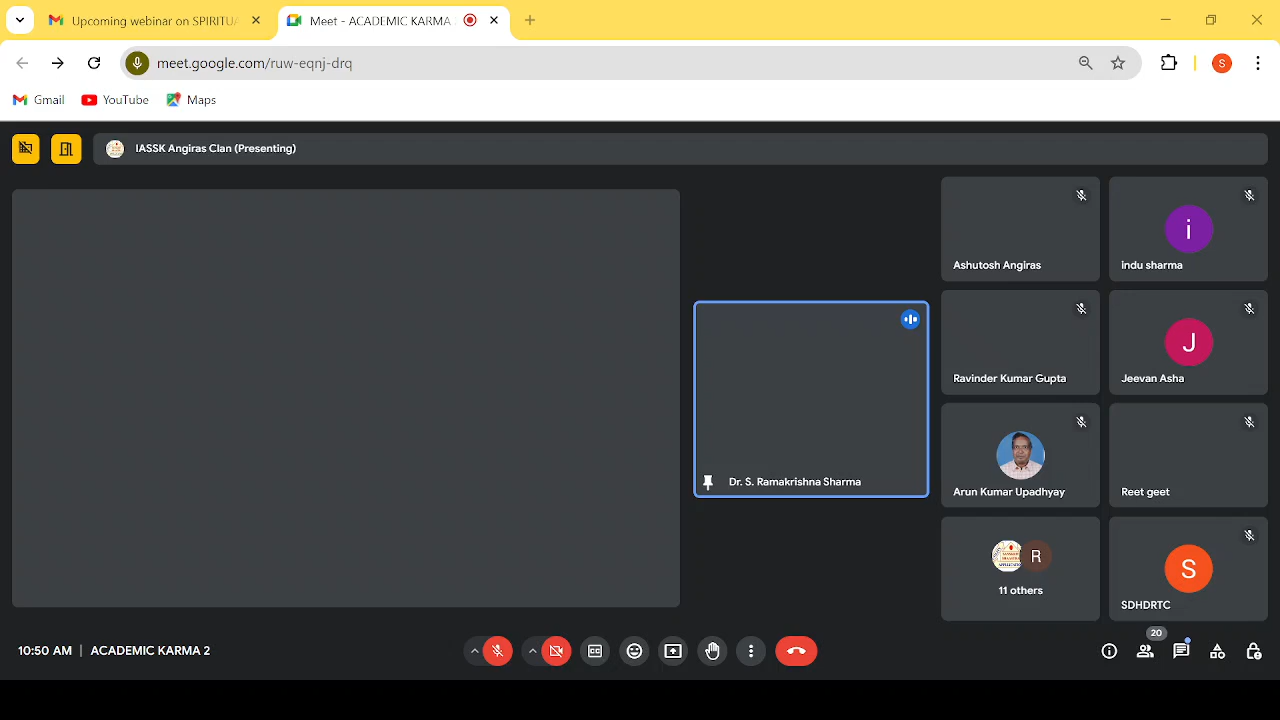 Upcoming webinar on SPIRITUA
Meet - ACADEMIC KARMA
meet.google.com/ruw-eqnj-drq
S
Gmail
YouTube
Maps
IASSK Angiras Clan (Presenting)
Ashutosh Angiras
i
indu sharma
Ravinder Kumar Gupta
J
Jeevan Asha
Dr. S. Ramakrishna Sharma
Arun Kumar Upadhyay
Reet geet
R
11 others
S
SDHDRTC
10:50 AM | ACADEMIC KARMA 2
20